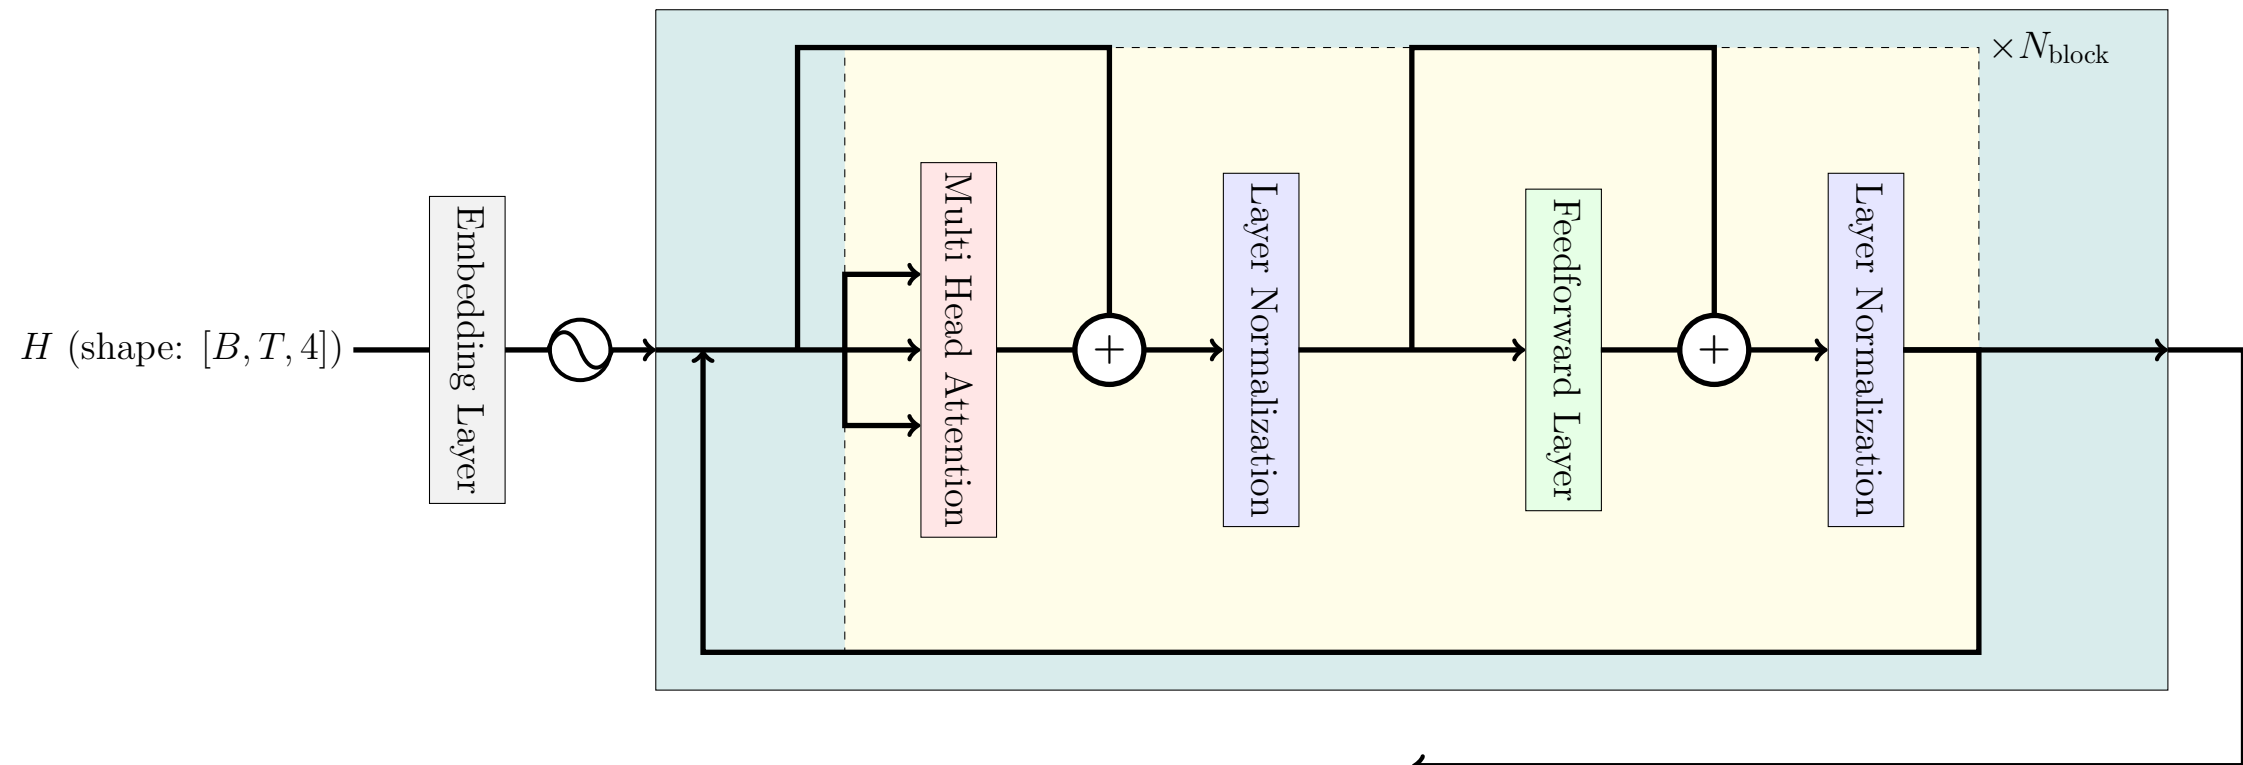 H (shape: [B, T, 4])
Embedding Layer
Multi Head Attention
+
Layer Normalization
Feedforward Layer
+
Layer Normalization
×N_block